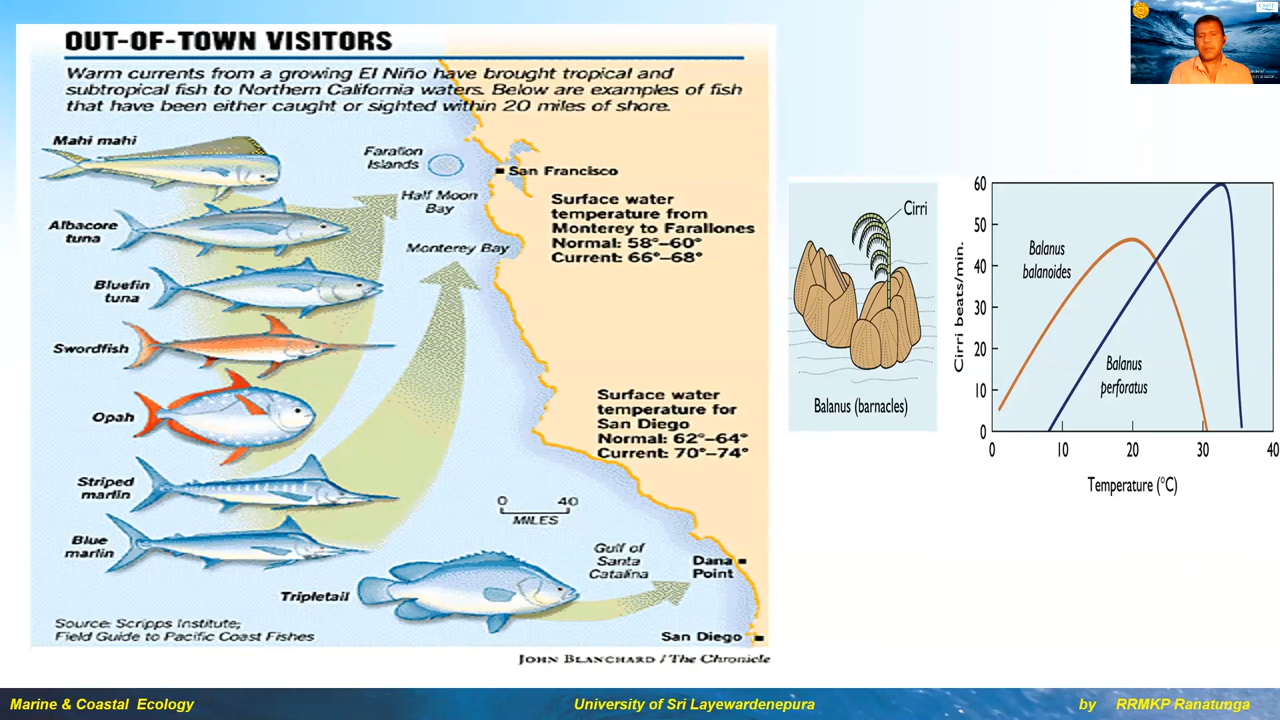 OUT-OF-TOWN VISITORS
Warm currents from a growing El Niño have brought tropical and
subtropical fish to Northern California waters. Below are examples of fish
that have been either caught or sighted within 20 miles of shore.
Mahi mahi
Albacore
tuna
Bluefin
tuna
Swordfish
Opah
Striped
marlin
Blue
marlin
Tripletail
Farallon
Islands
San Francisco
Half Moon
Bay
Monterey Bay
Surface water
temperature from
Monterey to Farallones
Normal: 58°–60°
Current: 66°–68°
Surface water
temperature for
San Diego
Normal: 62°–64°
Current: 70°–74°
0 40
MILES
Gulf of
Santa
Catalina
Dana
Point
San Diego
Source: Scripps Institute;
Field Guide to Pacific Coast Fishes
JOHN BLANCHARD / The Chronicle
Cirri
Balanus (barnacles)
Cirri beats/min.
60
50
40
30
20
10
0
Balanus
balanoides
Balanus
perforatus
0 10 20 30 40
Temperature (°C)
Marine & Coastal Ecology
University of Sri Layewardenepura
by RRMKP Ranatunga